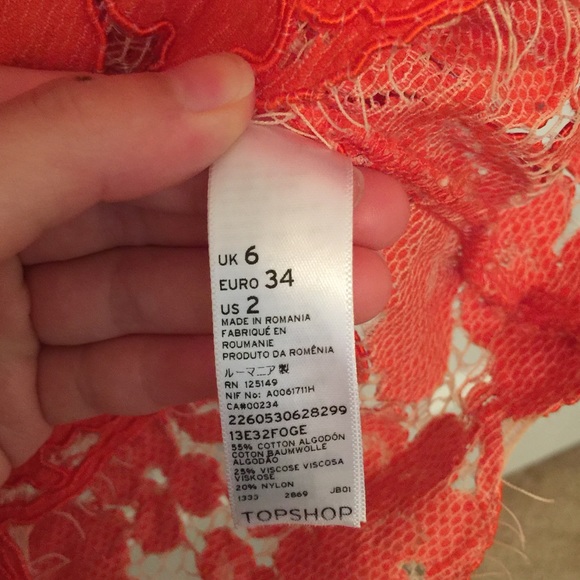 UK 6
EURO 34
US 2
MADE IN ROMANIA
FABRIQUÉ EN
ROUMANIE
PRODUTO DA ROMÊNIA
ルーマニア 製
RN 125149
NIF No: A0061711H
CA#00234
2260530628299
13E32FOGE
55% COTTON ALGODÓN
COTON BAUMWOLLE
ALGODÃO
25% VISCOSE VISCOSA
VISKOSE
20% NYLON
1333 2869 JB01
TOPSHOP